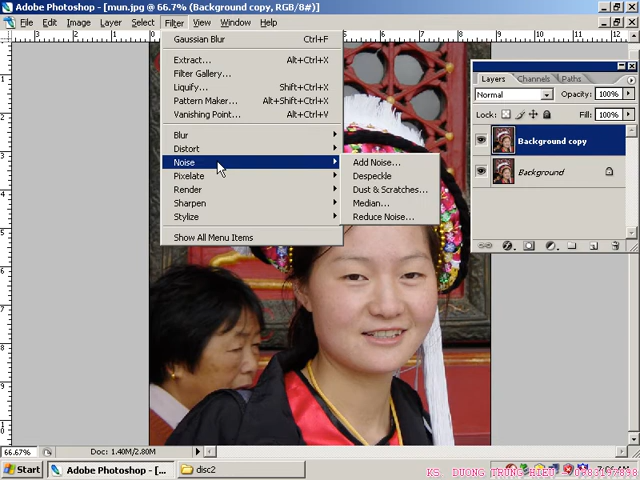 Adobe Photoshop - [mun.jpg @ 66.7% (Background copy, RGB/8#)]
File Edit Image Layer Select Filter View Window Help
Gaussian Blur Ctrl+F
Extract... Alt+Ctrl+X
Filter Gallery...
Liquify... Shift+Ctrl+X
Pattern Maker... Alt+Shift+Ctrl+X
Vanishing Point... Alt+Ctrl+V
Blur
Distort
Noise
Pixelate
Render
Sharpen
Stylize
Show All Menu Items
Add Noise...
Despeckle
Dust & Scratches...
Median...
Reduce Noise...
Layers Channels Paths
Normal Opacity: 100%
Lock: Fill: 100%
Background copy
Background
66.67% Doc: 1.40M/2.80M
Start Adobe Photoshop - [... disc2
KS. DUONG TRUNG HIEU - 0983197898